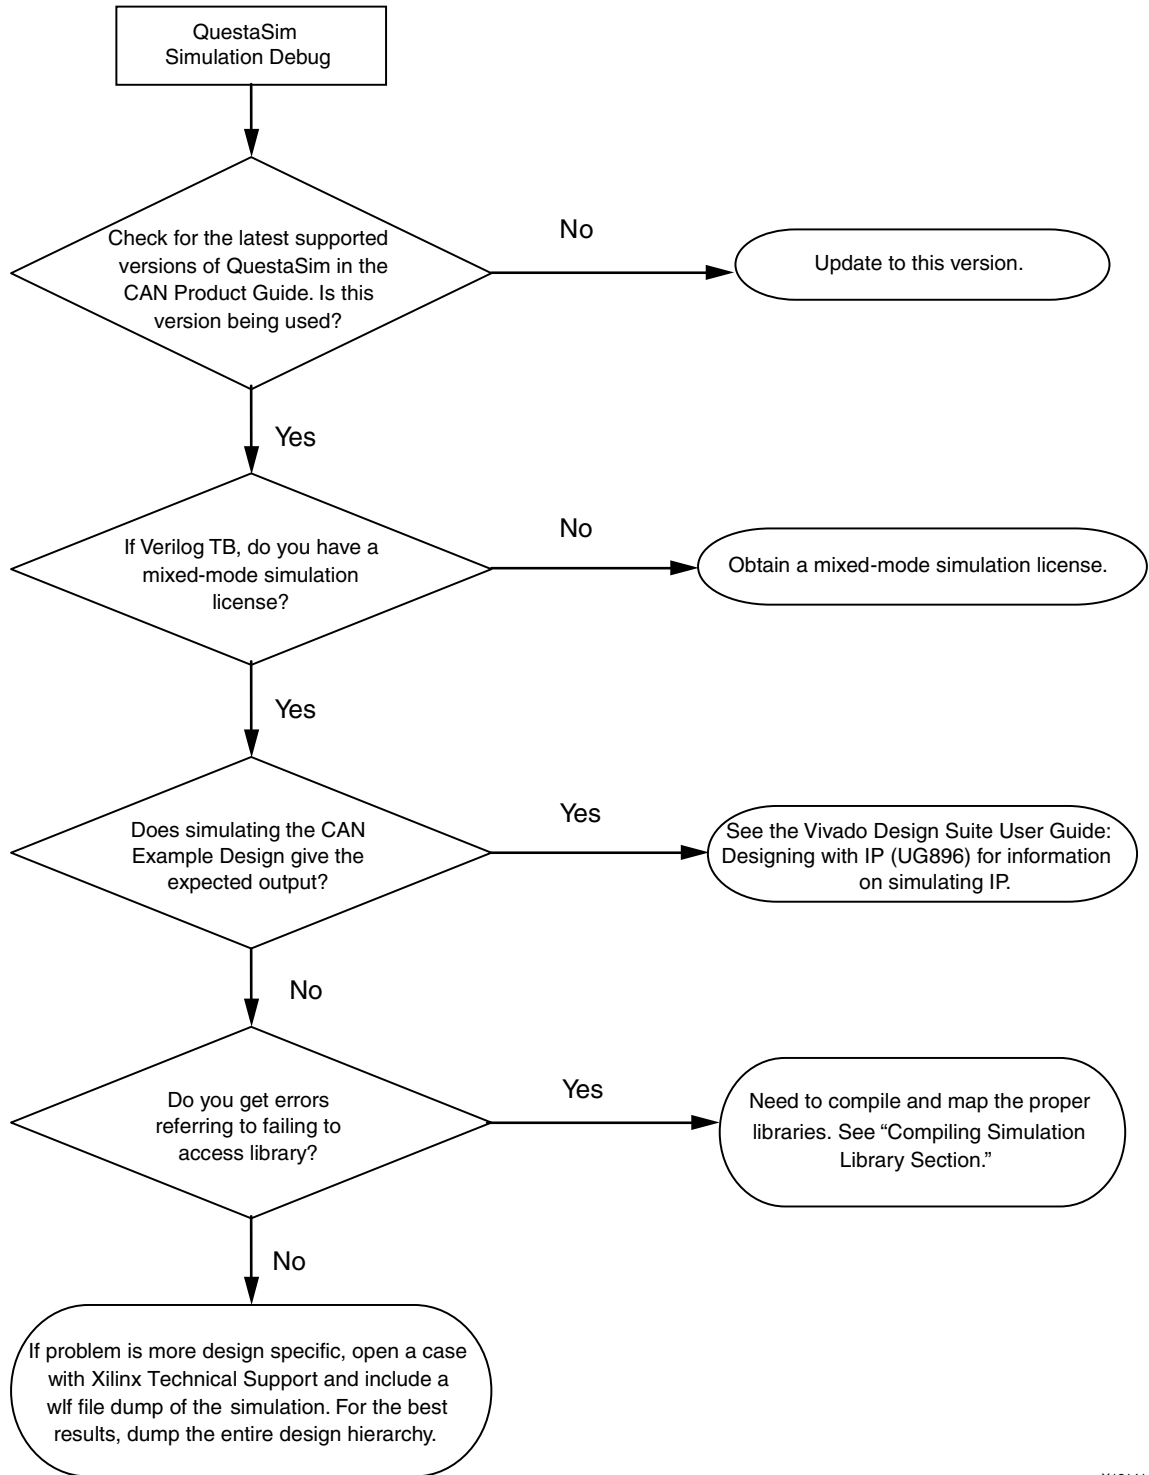 QuestaSim
Simulation Debug
Check for the latest supported
versions of QuestaSim in the
CAN Product Guide. Is this
version being used?
No
Update to this version.
Yes
If Verilog TB, do you have a
mixed-mode simulation
license?
No
Obtain a mixed-mode simulation license.
Yes
Does simulating the CAN
Example Design give the
expected output?
Yes
See the Vivado Design Suite User Guide:
Designing with IP (UG896) for information
on simulating IP.
No
Do you get errors
referring to failing to
access library?
Yes
Need to compile and map the proper
libraries. See “Compiling Simulation
Library Section.”
No
If problem is more design specific, open a case
with Xilinx Technical Support and include a
wlf file dump of the simulation. For the best
results, dump the entire design hierarchy.